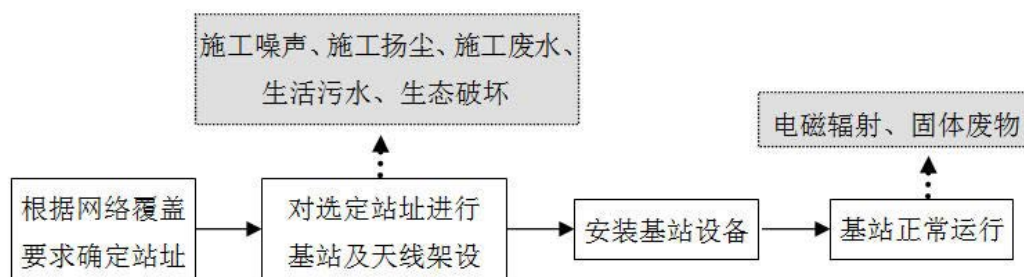 施工噪声、施工扬尘、施工废水、
生活污水、生态破坏
电磁辐射、固体废物
根据网络覆盖
要求确定站址
对选定站址进行
基站及天线架设
安装基站设备
基站正常运行